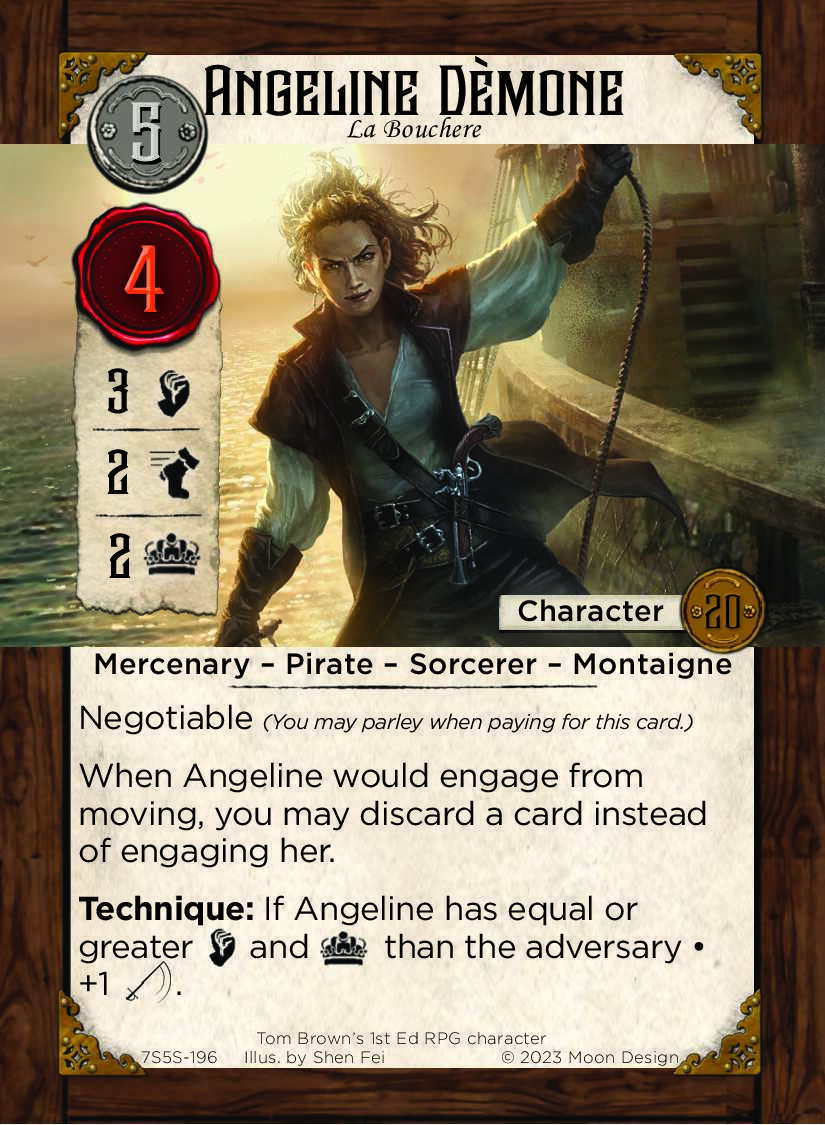 ANGELINE DÈMONE
La Bouchere
5
4
3
2
2
Character 20
Mercenary – Pirate – Sorcerer – Montaigne
Negotiable (You may parley when paying for this card.)
When Angeline would engage from
moving, you may discard a card instead
of engaging her.
Technique: If Angeline has equal or
greater and than the adversary •
+1 .
Tom Brown's 1st Ed RPG character
7S5S-196 Illus. by Shen Fei © 2023 Moon Design